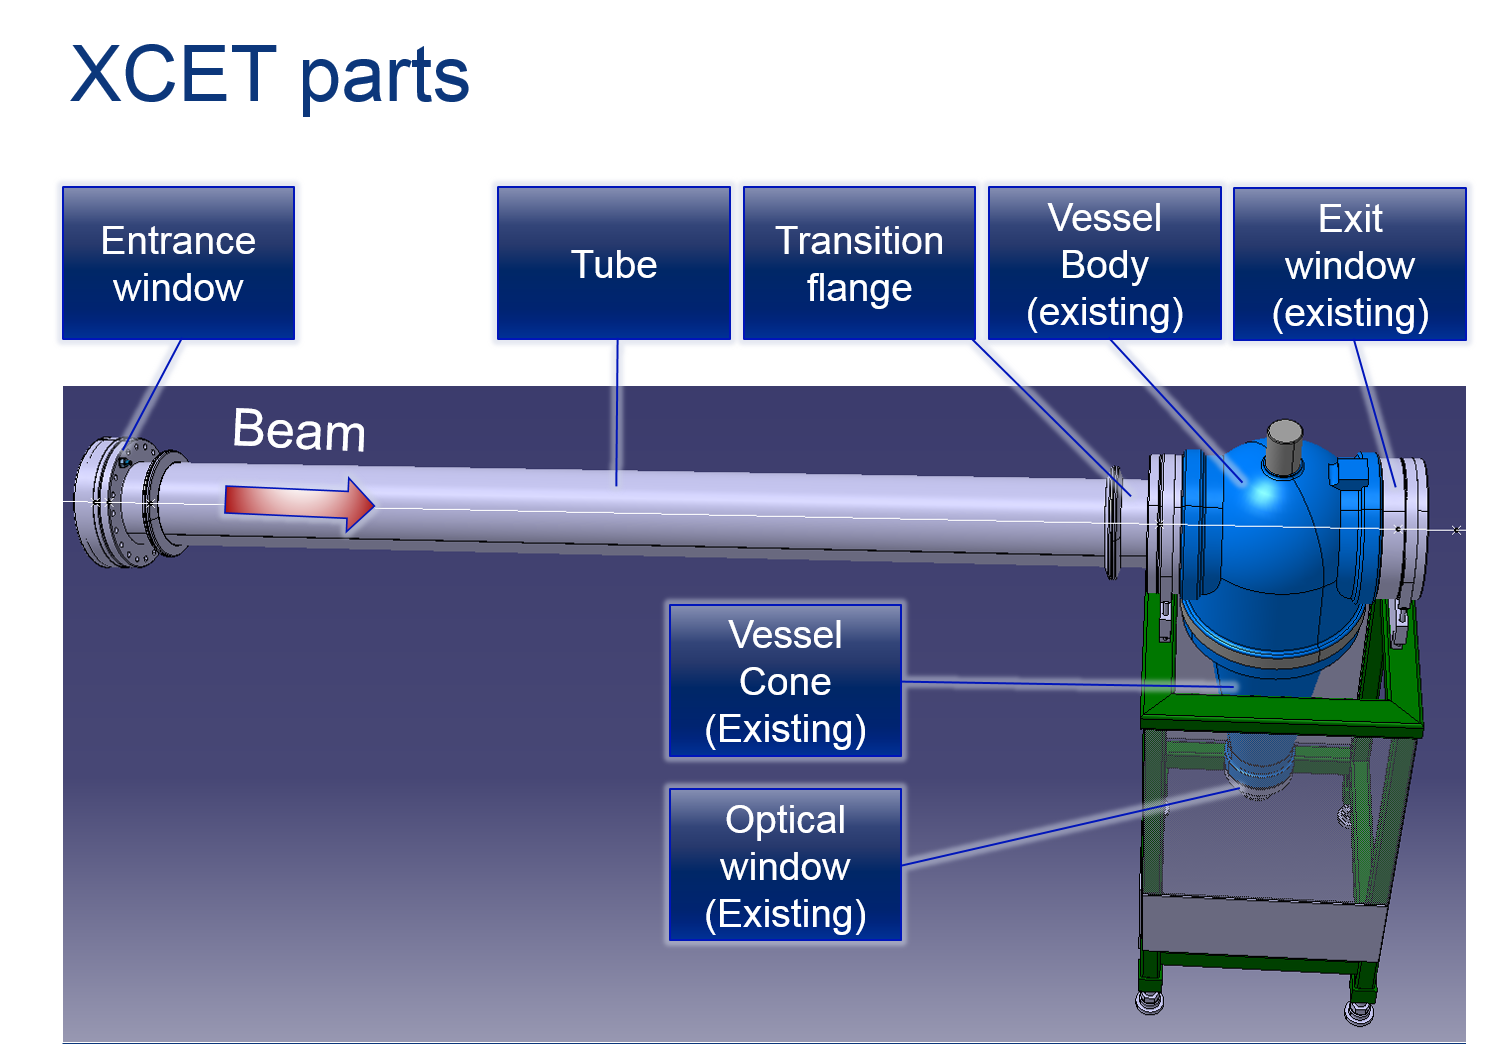 XCET parts
Entrance
window
Tube
Transition
flange
Vessel
Body
(existing)
Exit
window
(existing)
Beam
Vessel
Cone
(Existing)
Optical
window
(Existing)